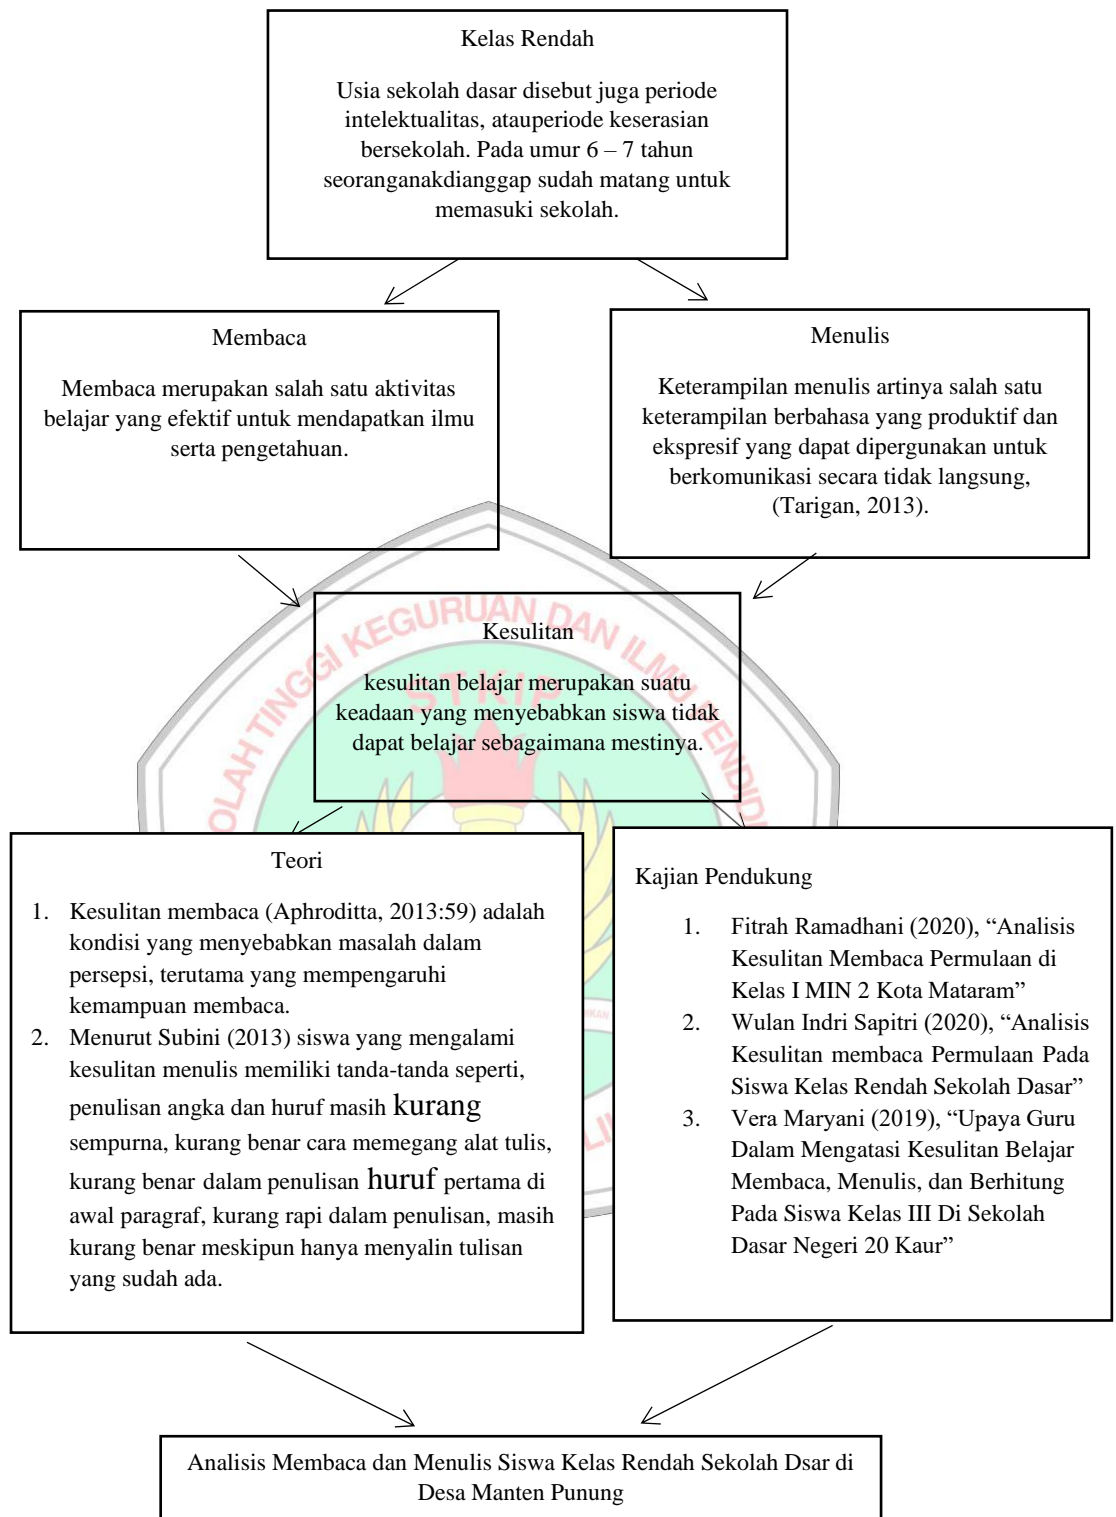 Kelas Rendah
Usia sekolah dasar disebut juga periode
intelektualitas, atauperiode keserasian
bersekolah. Pada umur 6 – 7 tahun
seoranganakdianggap sudah matang untuk
memasuki sekolah.
Membaca
Membaca merupakan salah satu aktivitas
belajar yang efektif untuk mendapatkan ilmu
serta pengetahuan.
Menulis
Keterampilan menulis artinya salah satu
keterampilan berbahasa yang produktif dan
ekspresif yang dapat dipergunakan untuk
berkomunikasi secara tidak langsung,
(Tarigan, 2013).
OLAH TINGGI KEGURUAN DAN ILMU PENDIDI
STKIP
Kesulitan
kesulitan belajar merupakan suatu
keadaan yang menyebabkan siswa tidak
dapat belajar sebagaimana mestinya.
Teori
1. Kesulitan membaca (Aphroditta, 2013:59) adalah
kondisi yang menyebabkan masalah dalam
persepsi, terutama yang mempengaruhi
kemampuan membaca.
2. Menurut Subini (2013) siswa yang mengalami
kesulitan menulis memiliki tanda-tanda seperti,
penulisan angka dan huruf masih kurang
sempurna, kurang benar cara memegang alat tulis,
kurang benar dalam penulisan huruf pertama di
awal paragraf, kurang rapi dalam penulisan, masih
kurang benar meskipun hanya menyalin tulisan
yang sudah ada.
Kajian Pendukung
1. Fitrah Ramadhani (2020), “Analisis
Kesulitan Membaca Permulaan di
Kelas I MIN 2 Kota Mataram”
2. Wulan Indri Sapitri (2020), “Analisis
Kesulitan membaca Permulaan Pada
Siswa Kelas Rendah Sekolah Dasar”
3. Vera Maryani (2019), “Upaya Guru
Dalam Mengatasi Kesulitan Belajar
Membaca, Menulis, dan Berhitung
Pada Siswa Kelas III Di Sekolah
Dasar Negeri 20 Kaur”
Analisis Membaca dan Menulis Siswa Kelas Rendah Sekolah Dsar di
Desa Manten Punung